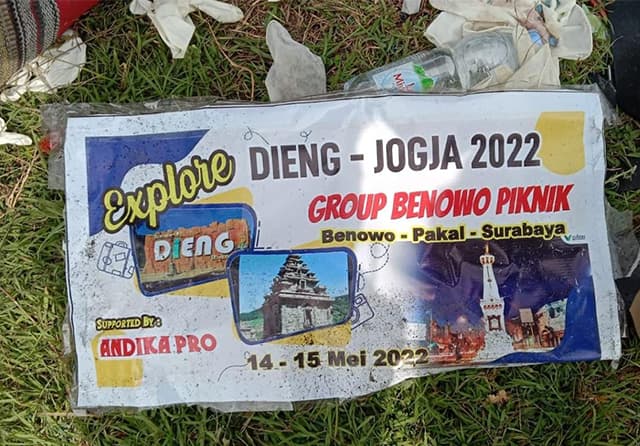 Explore
DIENG - JOGJA 2022
GROUP BENOWO PIKNIK
Benowo - Pakal - Surabaya
DiENG
SUPPORTED BY :
ANDIKA PRO
14 - 15 Mei 2022